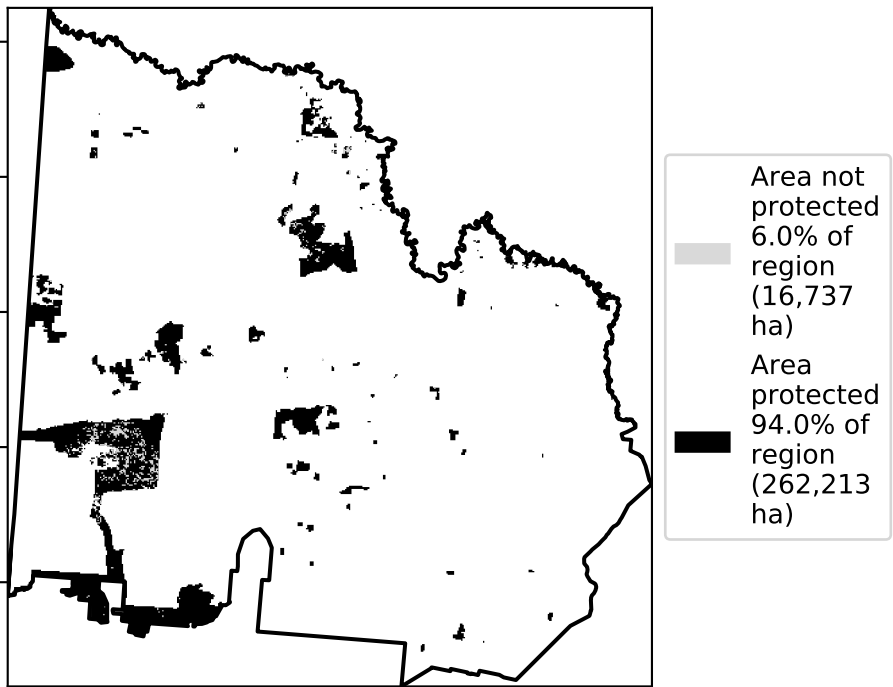 Area not
protected
6.0% of
region
(16,737
ha)
Area
protected
94.0% of
region
(262,213
ha)